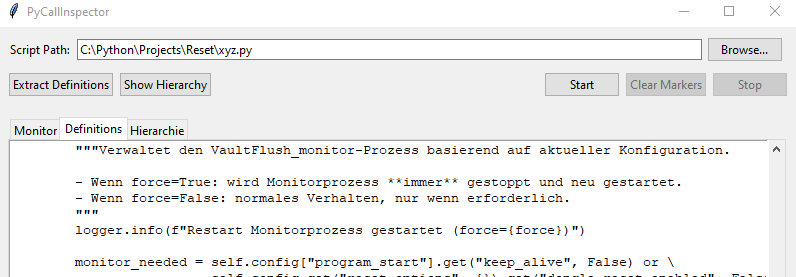 PyCallInspector
Script Path: C:\Python\Projects\Reset\xyz.py Browse...
Extract Definitions Show Hierarchy Start Clear Markers Stop
Monitor Definitions Hierarchie
"""Verwaltet den VaultFlush_monitor-Prozess basierend auf aktueller Konfiguration.
- Wenn force=True: wird Monitorprozess **immer** gestoppt und neu gestartet.
- Wenn force=False: normales Verhalten, nur wenn erforderlich.
"""
logger.info(f"Restart Monitorprozess gestartet (force={force})")
monitor_needed = self.config["program_start"].get("keep_alive", False) or \